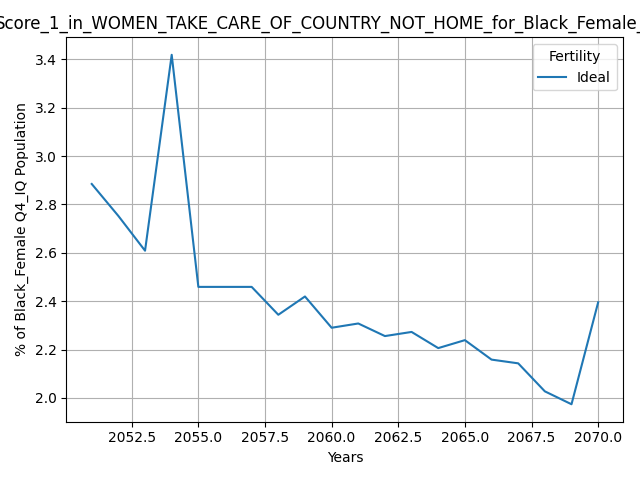 Score_1_in_WOMEN_TAKE_CARE_OF_COUNTRY_NOT_HOME_for_Black_Female_
Fertility
Ideal
% of Black_Female Q4_IQ Population
3.4
3.2
3.0
2.8
2.6
2.4
2.2
2.0
2052.5 2055.0 2057.5 2060.0 2062.5 2065.0 2067.5 2070.0
Years